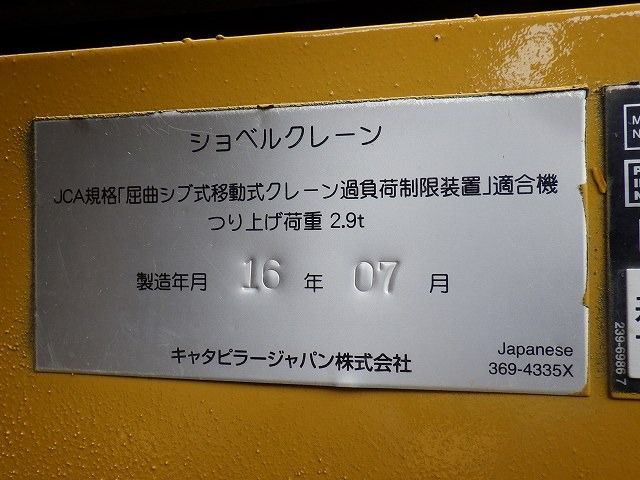 ショベルクレーン
JCA規格「屈曲ジブ式移動式クレーン過負荷制限装置」適合機
つり上げ荷重 2.9t
製造年月 16 年 07 月
キャタピラージャパン株式会社
Japanese
369-4335X
239-6986 7